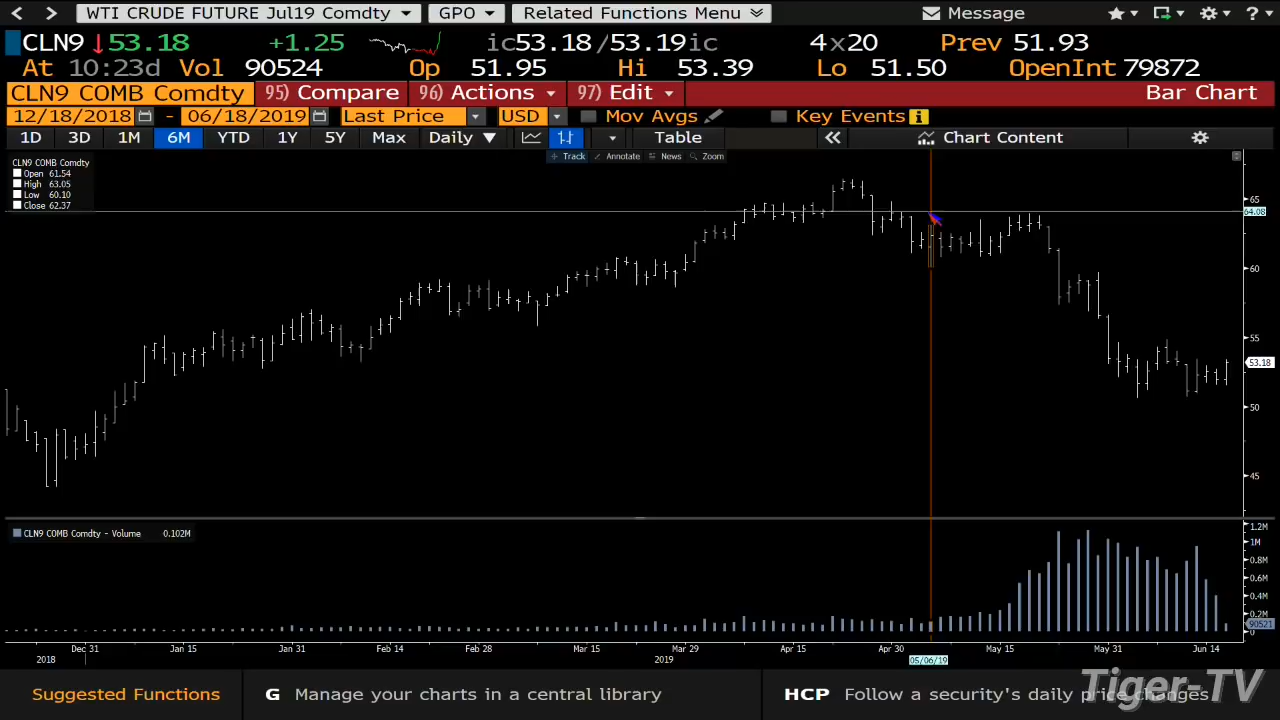 WTI CRUDE FUTURE Jul19 Comdty GPO Related Functions Menu Message ?
CLN9 53.18 +1.25 ic53.18/53.19ic 4x20 Prev 51.93
At 10:23d Vol 90524 Op 51.95 Hi 53.39 Lo 51.50 OpenInt 79872
CLN9 COMB Comdty 95) Compare 96) Actions 97) Edit Bar Chart
12/18/2018 - 06/18/2019 Last Price USD Mov Avgs Key Events i
1D 3D 1M 6M YTD 1Y 5Y Max Daily Table Chart Content
Track Annotate News Zoom
CLN9 COMB Comdty
Open 61.54
High 63.05
Low 60.10
Close 62.37
65
64.08
60
55
53.18
50
45
CLN9 COMB Comdty - Volume 0.102M
1.2M
1M
0.8M
0.6M
0.4M
0.2M
90521
0
Dec 31 Jan 15 Jan 31 Feb 14 Feb 28 Mar 15 Mar 29 Apr 15 Apr 30 May 15 May 31 Jun 14
2018 2019 05/06/19
Suggested Functions G Manage your charts in a central library HCP Follow a security's daily price changes
Tiger-TV